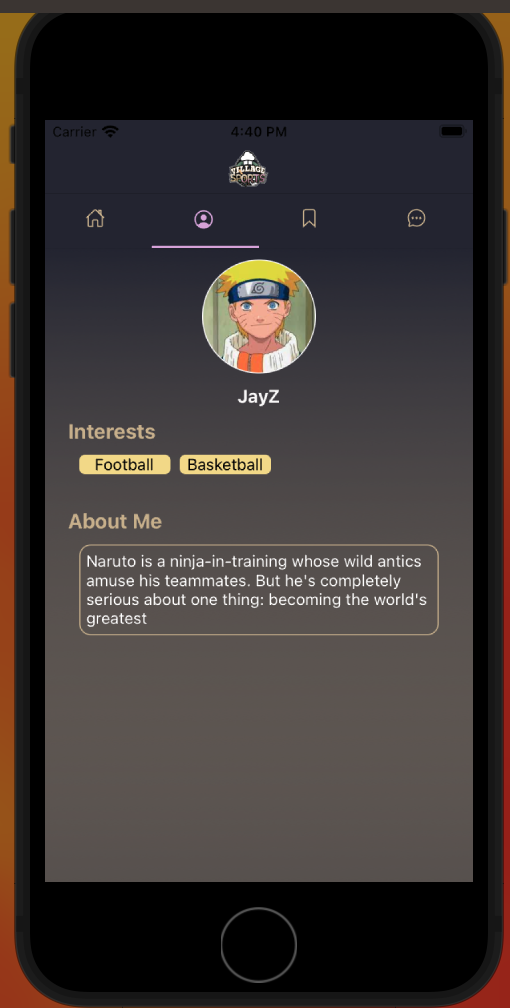 Carrier
4:40 PM
VILLAGE
SPORTS
JayZ
Interests
Football Basketball
About Me
Naruto is a ninja-in-training whose wild antics
amuse his teammates. But he's completely
serious about one thing: becoming the world's
greatest